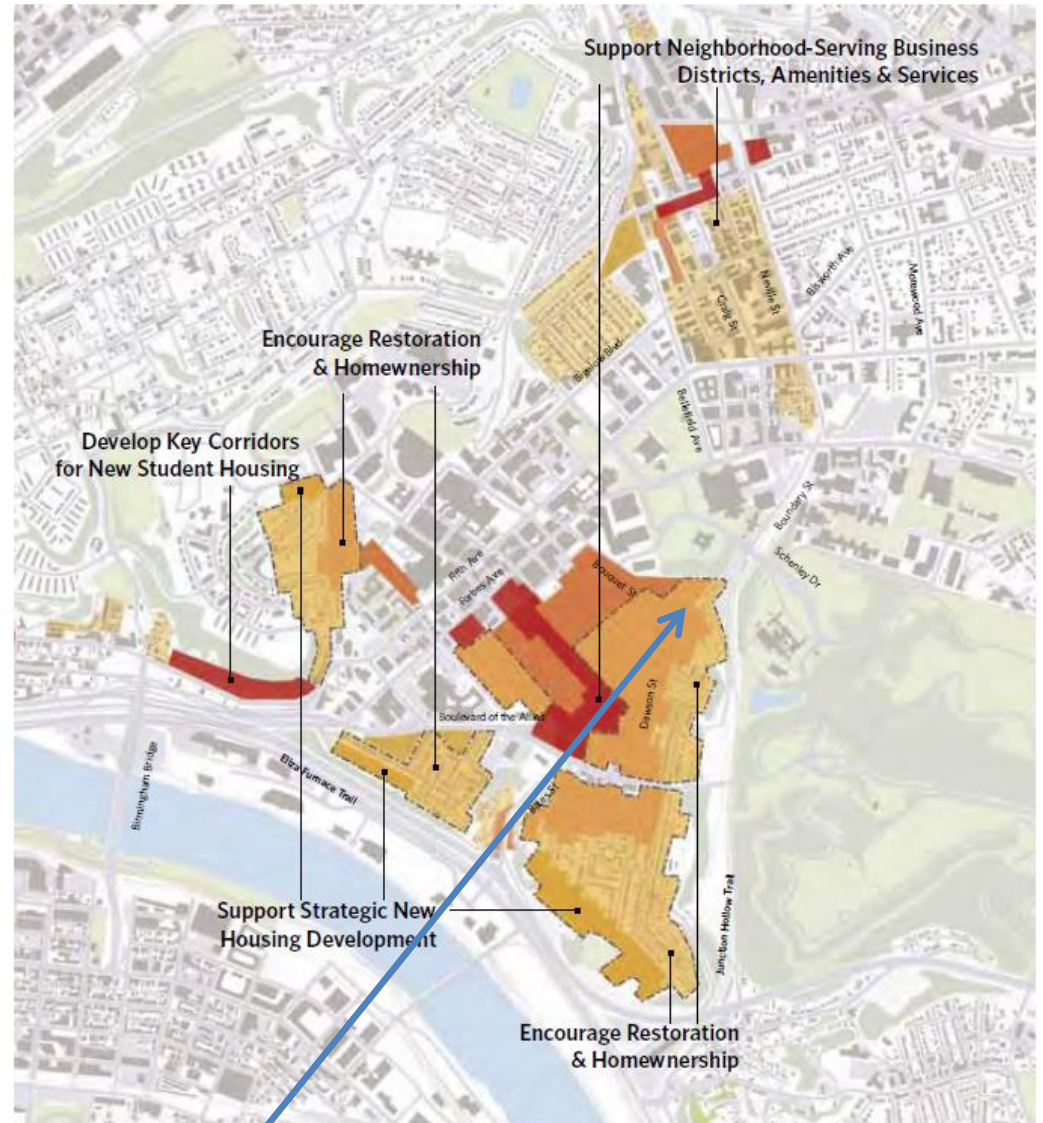 Support Neighborhood-Serving Business
Districts, Amenities & Services
Neville St
Craig St
Morewood Ave
Bigelow Blvd
Bellefield Ave
Encourage Restoration
& Homewnership
Develop Key Corridors
for New Student Housing
Boundary St
Schenley Dr
Fifth Ave
Forbes Ave
Bouquet St
Dawson St
Boulevard of the Allies
Eliza Furnace Trail
Birmingham Bridge
Bates St
Junction Hollow Trail
Support Strategic New
Housing Development
Encourage Restoration
& Homewnership